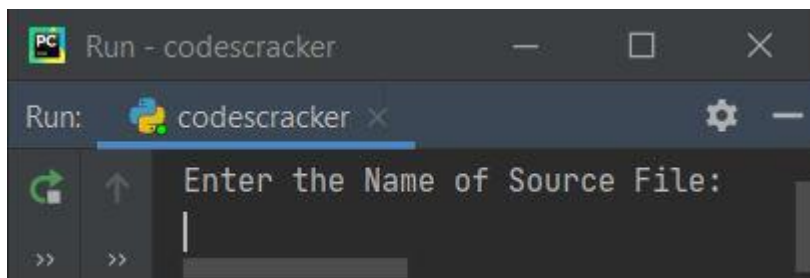 PC
Run - codescracker
Run: codescracker
Enter the Name of Source File: